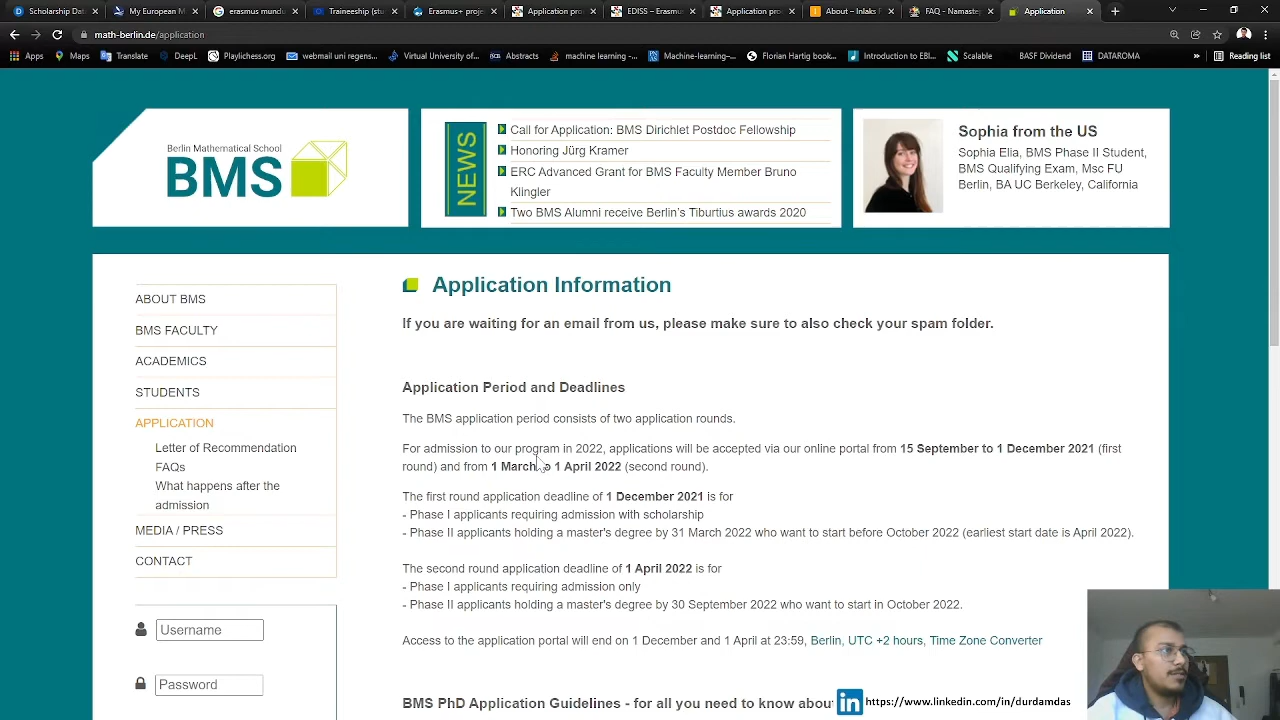 Scholarship Dat
My European M
erasmus mundu
Traineeship (stu
Erasmus+ proje
Application pro
EDISS – Erasmu
Application pro
About – Inlaks F
FAQ - Namaste
Application
math-berlin.de/application
Apps
Maps
Translate
DeepL
Playlichess.org
webmail uni regens...
Virtual University of...
Abstracts
machine learning -...
Machine-learning–...
Florian Hartig book...
Introduction to EBI...
Scalable
BASF Dividend
DATAROMA
»
Reading list
Berlin Mathematical School
BMS
NEWS
Call for Application: BMS Dirichlet Postdoc Fellowship
Honoring Jürg Kramer
ERC Advanced Grant for BMS Faculty Member Bruno
Klingler
Two BMS Alumni receive Berlin's Tiburtius awards 2020
Sophia from the US
Sophia Elia, BMS Phase II Student,
BMS Qualifying Exam, Msc FU
Berlin, BA UC Berkeley, California
ABOUT BMS
BMS FACULTY
ACADEMICS
STUDENTS
APPLICATION
Letter of Recommendation
FAQs
What happens after the
admission
MEDIA / PRESS
CONTACT
Username
Password
Application Information
If you are waiting for an email from us, please make sure to also check your spam folder.
Application Period and Deadlines
The BMS application period consists of two application rounds.
For admission to our program in 2022, applications will be accepted via our online portal from 15 September to 1 December 2021 (first
round) and from 1 March to 1 April 2022 (second round).
The first round application deadline of 1 December 2021 is for
- Phase I applicants requiring admission with scholarship
- Phase II applicants holding a master's degree by 31 March 2022 who want to start before October 2022 (earliest start date is April 2022).
The second round application deadline of 1 April 2022 is for
- Phase I applicants requiring admission only
- Phase II applicants holding a master's degree by 30 September 2022 who want to start in October 2022.
Access to the application portal will end on 1 December and 1 April at 23:59, Berlin, UTC +2 hours, Time Zone Converter
BMS PhD Application Guidelines - for all you need to know abou
in https://www.linkedin.com/in/durdamdas